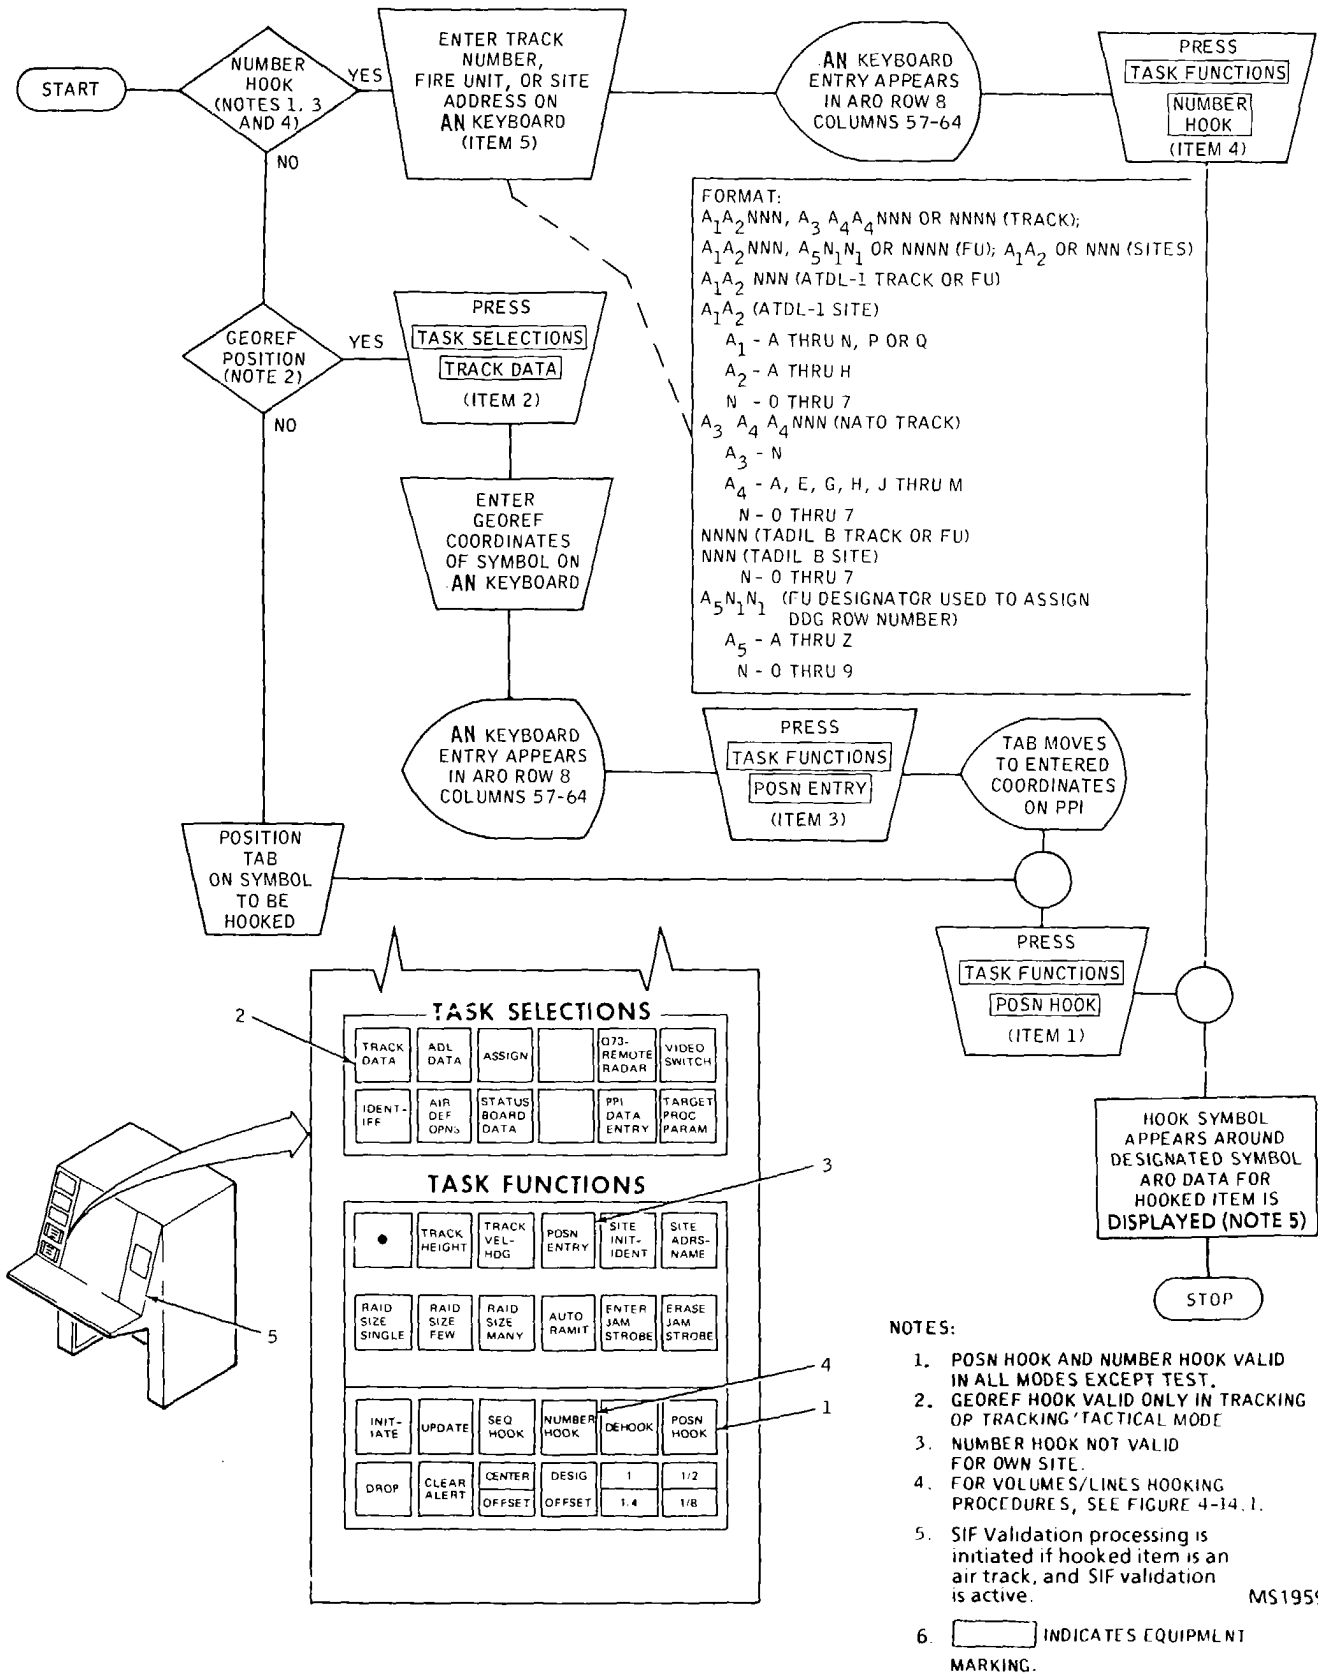 START
NUMBER
HOOK
(NOTES 1, 3
AND 4)
YES
NO
ENTER TRACK
NUMBER,
FIRE UNIT, OR SITE
ADDRESS ON
AN KEYBOARD
(ITEM 5)
AN KEYBOARD
ENTRY APPEARS
IN ARO ROW 8
COLUMNS 57-64
PRESS
TASK FUNCTIONS
NUMBER
HOOK
(ITEM 4)
FORMAT:
A1A2NNN, A3 A4A4NNN OR NNNN (TRACK);
A1A2NNN, A5N1N1 OR NNNN (FU); A1A2 OR NNN (SITES)
A1A2 NNN (ATDL-1 TRACK OR FU)
A1A2 (ATDL-1 SITE)
A1 - A THRU N, P OR Q
A2 - A THRU H
N - 0 THRU 7
A3 A4 A4NNN (NATO TRACK)
A3 - N
A4 - A, E, G, H, J THRU M
N - 0 THRU 7
NNNN (TADIL B TRACK OR FU)
NNN (TADIL B SITE)
N - 0 THRU 7
A5N1N1 (FU DESIGNATOR USED TO ASSIGN
DDG ROW NUMBER)
A5 - A THRU Z
N - 0 THRU 9
GEOREF
POSITION
(NOTE 2)
YES
NO
PRESS
TASK SELECTIONS
TRACK DATA
(ITEM 2)
ENTER
GEOREF
COORDINATES
OF SYMBOL ON
AN KEYBOARD
AN KEYBOARD
ENTRY APPEARS
IN ARO ROW 8
COLUMNS 57-64
PRESS
TASK FUNCTIONS
POSN ENTRY
(ITEM 3)
TAB MOVES
TO ENTERED
COORDINATES
ON PPI
POSITION
TAB
ON SYMBOL
TO BE
HOOKED
PRESS
TASK FUNCTIONS
POSN HOOK
(ITEM 1)
HOOK SYMBOL
APPEARS AROUND
DESIGNATED SYMBOL
ARO DATA FOR
HOOKED ITEM IS
DISPLAYED (NOTE 5)
STOP
TASK SELECTIONS
2
TRACK DATA
ADL DATA
ASSIGN
Q73- REMOTE RADAR
VIDEO SWITCH
IDENT- IFF
AIR DEF OPNS
STATUS BOARD DATA
PPI DATA ENTRY
TARGET PROC PARAM
TASK FUNCTIONS
3
TRACK HEIGHT
TRACK VEL- HDG
POSN ENTRY
SITE INIT- IDENT
SITE ADRS- NAME
RAID SIZE SINGLE
RAID SIZE FEW
RAID SIZE MANY
AUTO RAMIT
ENTER JAM STROBE
ERASE JAM STROBE
5
4
1
INIT- IATE
UPDATE
SEQ HOOK
NUMBER HOOK
DEHOOK
POSN HOOK
DROP
CLEAR ALERT
CENTER OFFSET
DESIG OFFSET
1 1/4
1/2 1/8
NOTES:
1. POSN HOOK AND NUMBER HOOK VALID
IN ALL MODES EXCEPT TEST.
2. GEOREF HOOK VALID ONLY IN TRACKING
OP TRACKING/TACTICAL MODE
3. NUMBER HOOK NOT VALID
FOR OWN SITE.
4. FOR VOLUMES/LINES HOOKING
PROCEDURES, SEE FIGURE 4-14.1.
5. SIF Validation processing is
initiated if hooked item is an
air track, and SIF validation
is active.
MS1959
6. INDICATES EQUIPMENT
MARKING.